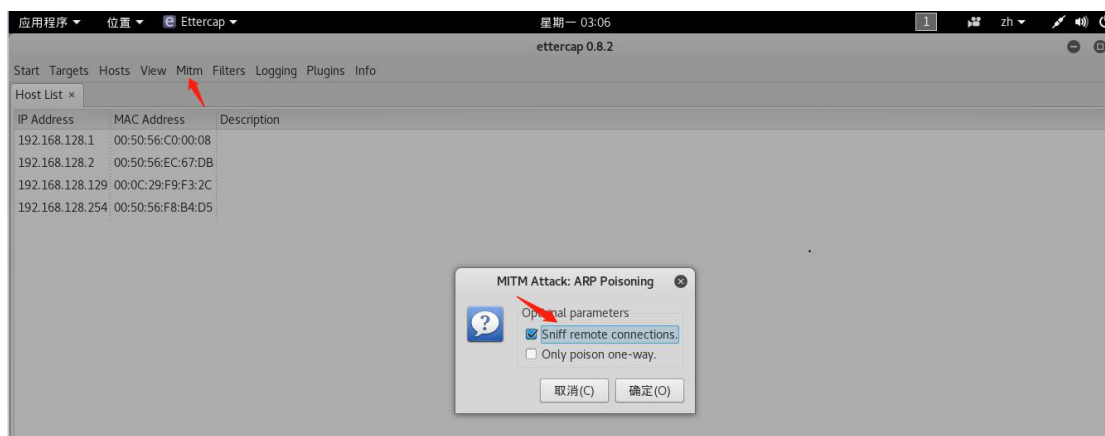 应用程序 位置 Ettercap 星期一 03:06 1 zh
ettercap 0.8.2
Start Targets Hosts View Mitm Filters Logging Plugins Info
Host List ×
IP Address MAC Address Description
192.168.128.1 00:50:56:C0:00:08
192.168.128.2 00:50:56:EC:67:DB
192.168.128.129 00:0C:29:F9:F3:2C
192.168.128.254 00:50:56:F8:B4:D5
MITM Attack: ARP Poisoning
Optional parameters
Sniff remote connections.
Only poison one-way.
取消(C) 确定(O)